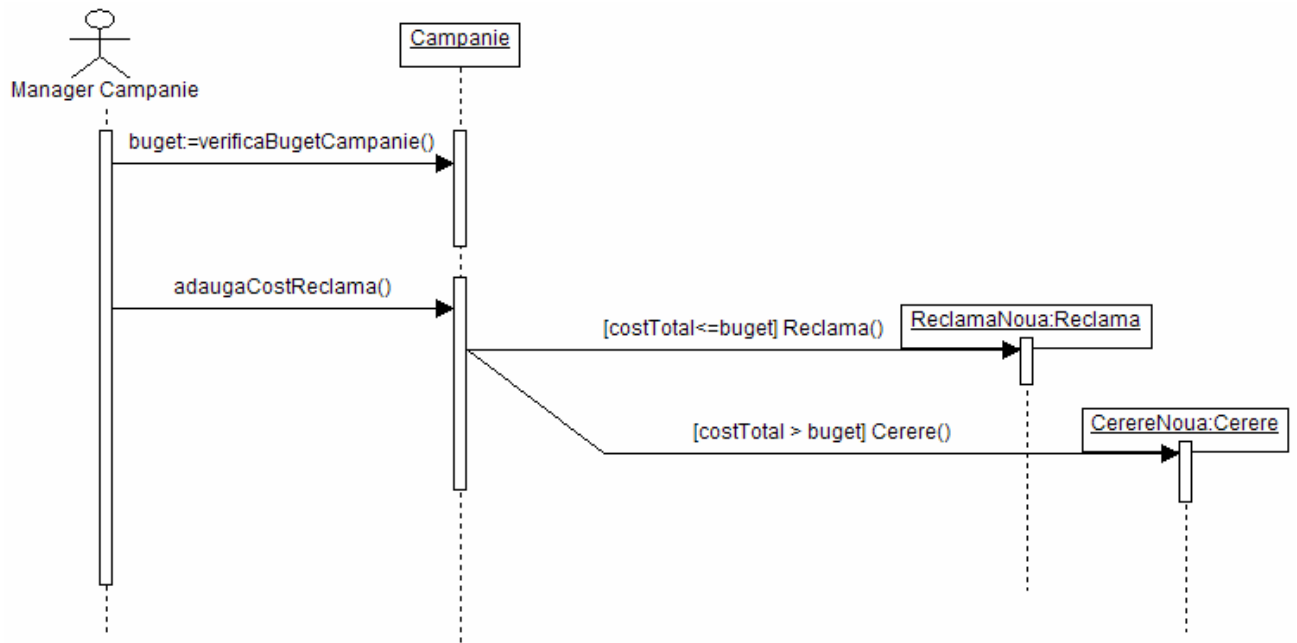 Campanie
Manager Campanie
buget:=verificaBugetCampanie()
adaugaCostReclama()
[costTotal<=buget] Reclama()
ReclamaNoua:Reclama
[costTotal > buget] Cerere()
CerereNoua:Cerere